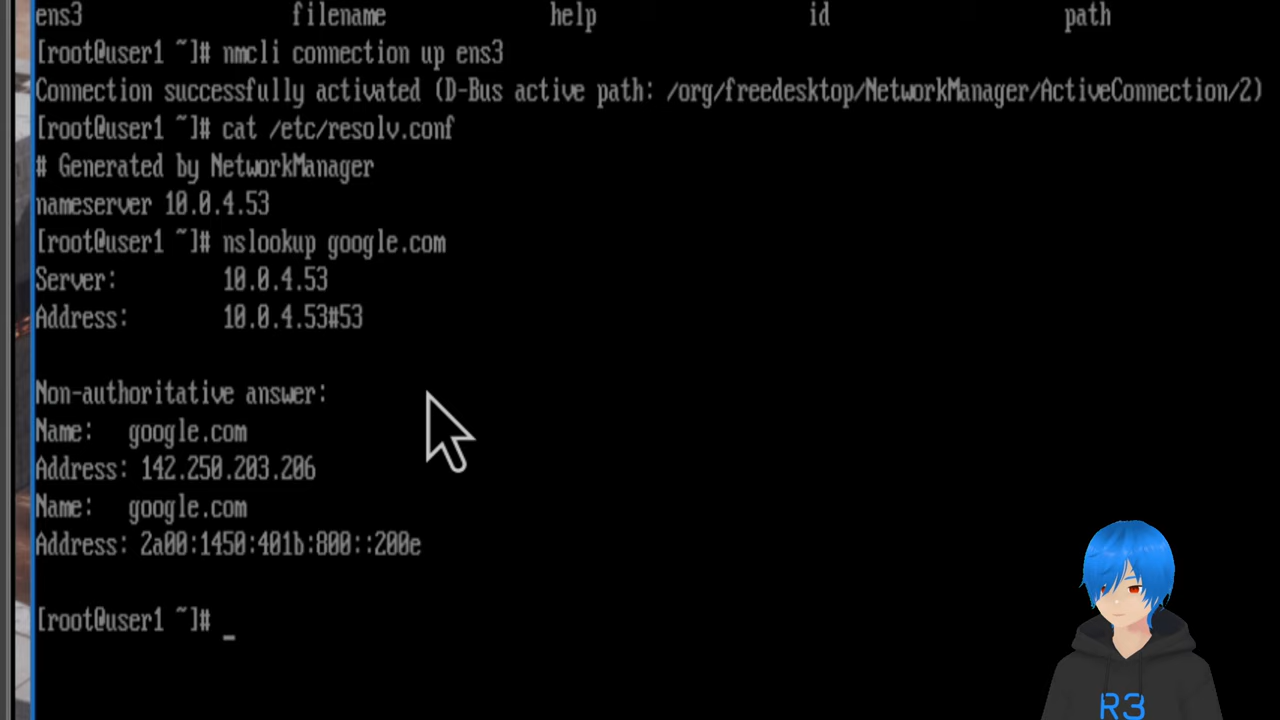 ens3 filename help id path
[root@user1 ~]# nmcli connection up ens3
Connection successfully activated (D-Bus active path: /org/freedesktop/NetworkManager/ActiveConnection/2)
[root@user1 ~]# cat /etc/resolv.conf
# Generated by NetworkManager
nameserver 10.0.4.53
[root@user1 ~]# nslookup google.com
Server: 10.0.4.53
Address: 10.0.4.53#53
Non-authoritative answer:
Name: google.com
Address: 142.250.203.206
Name: google.com
Address: 2a00:1450:401b:800::200e
[root@user1 ~]# _
R3